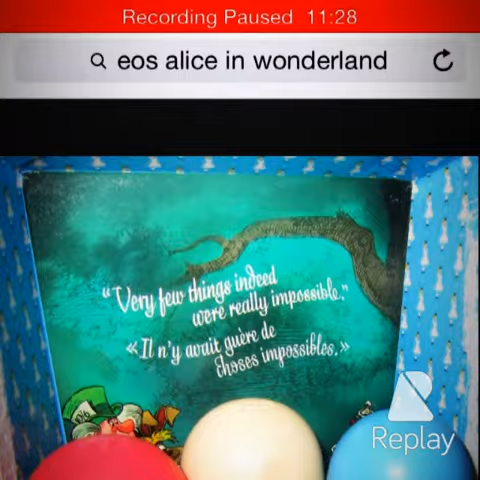 Recording Paused 11:28
eos alice in wonderland
“Very few things indeed
were really impossible.”
«Il n'y avait guère de
choses impossibles.»
Replay